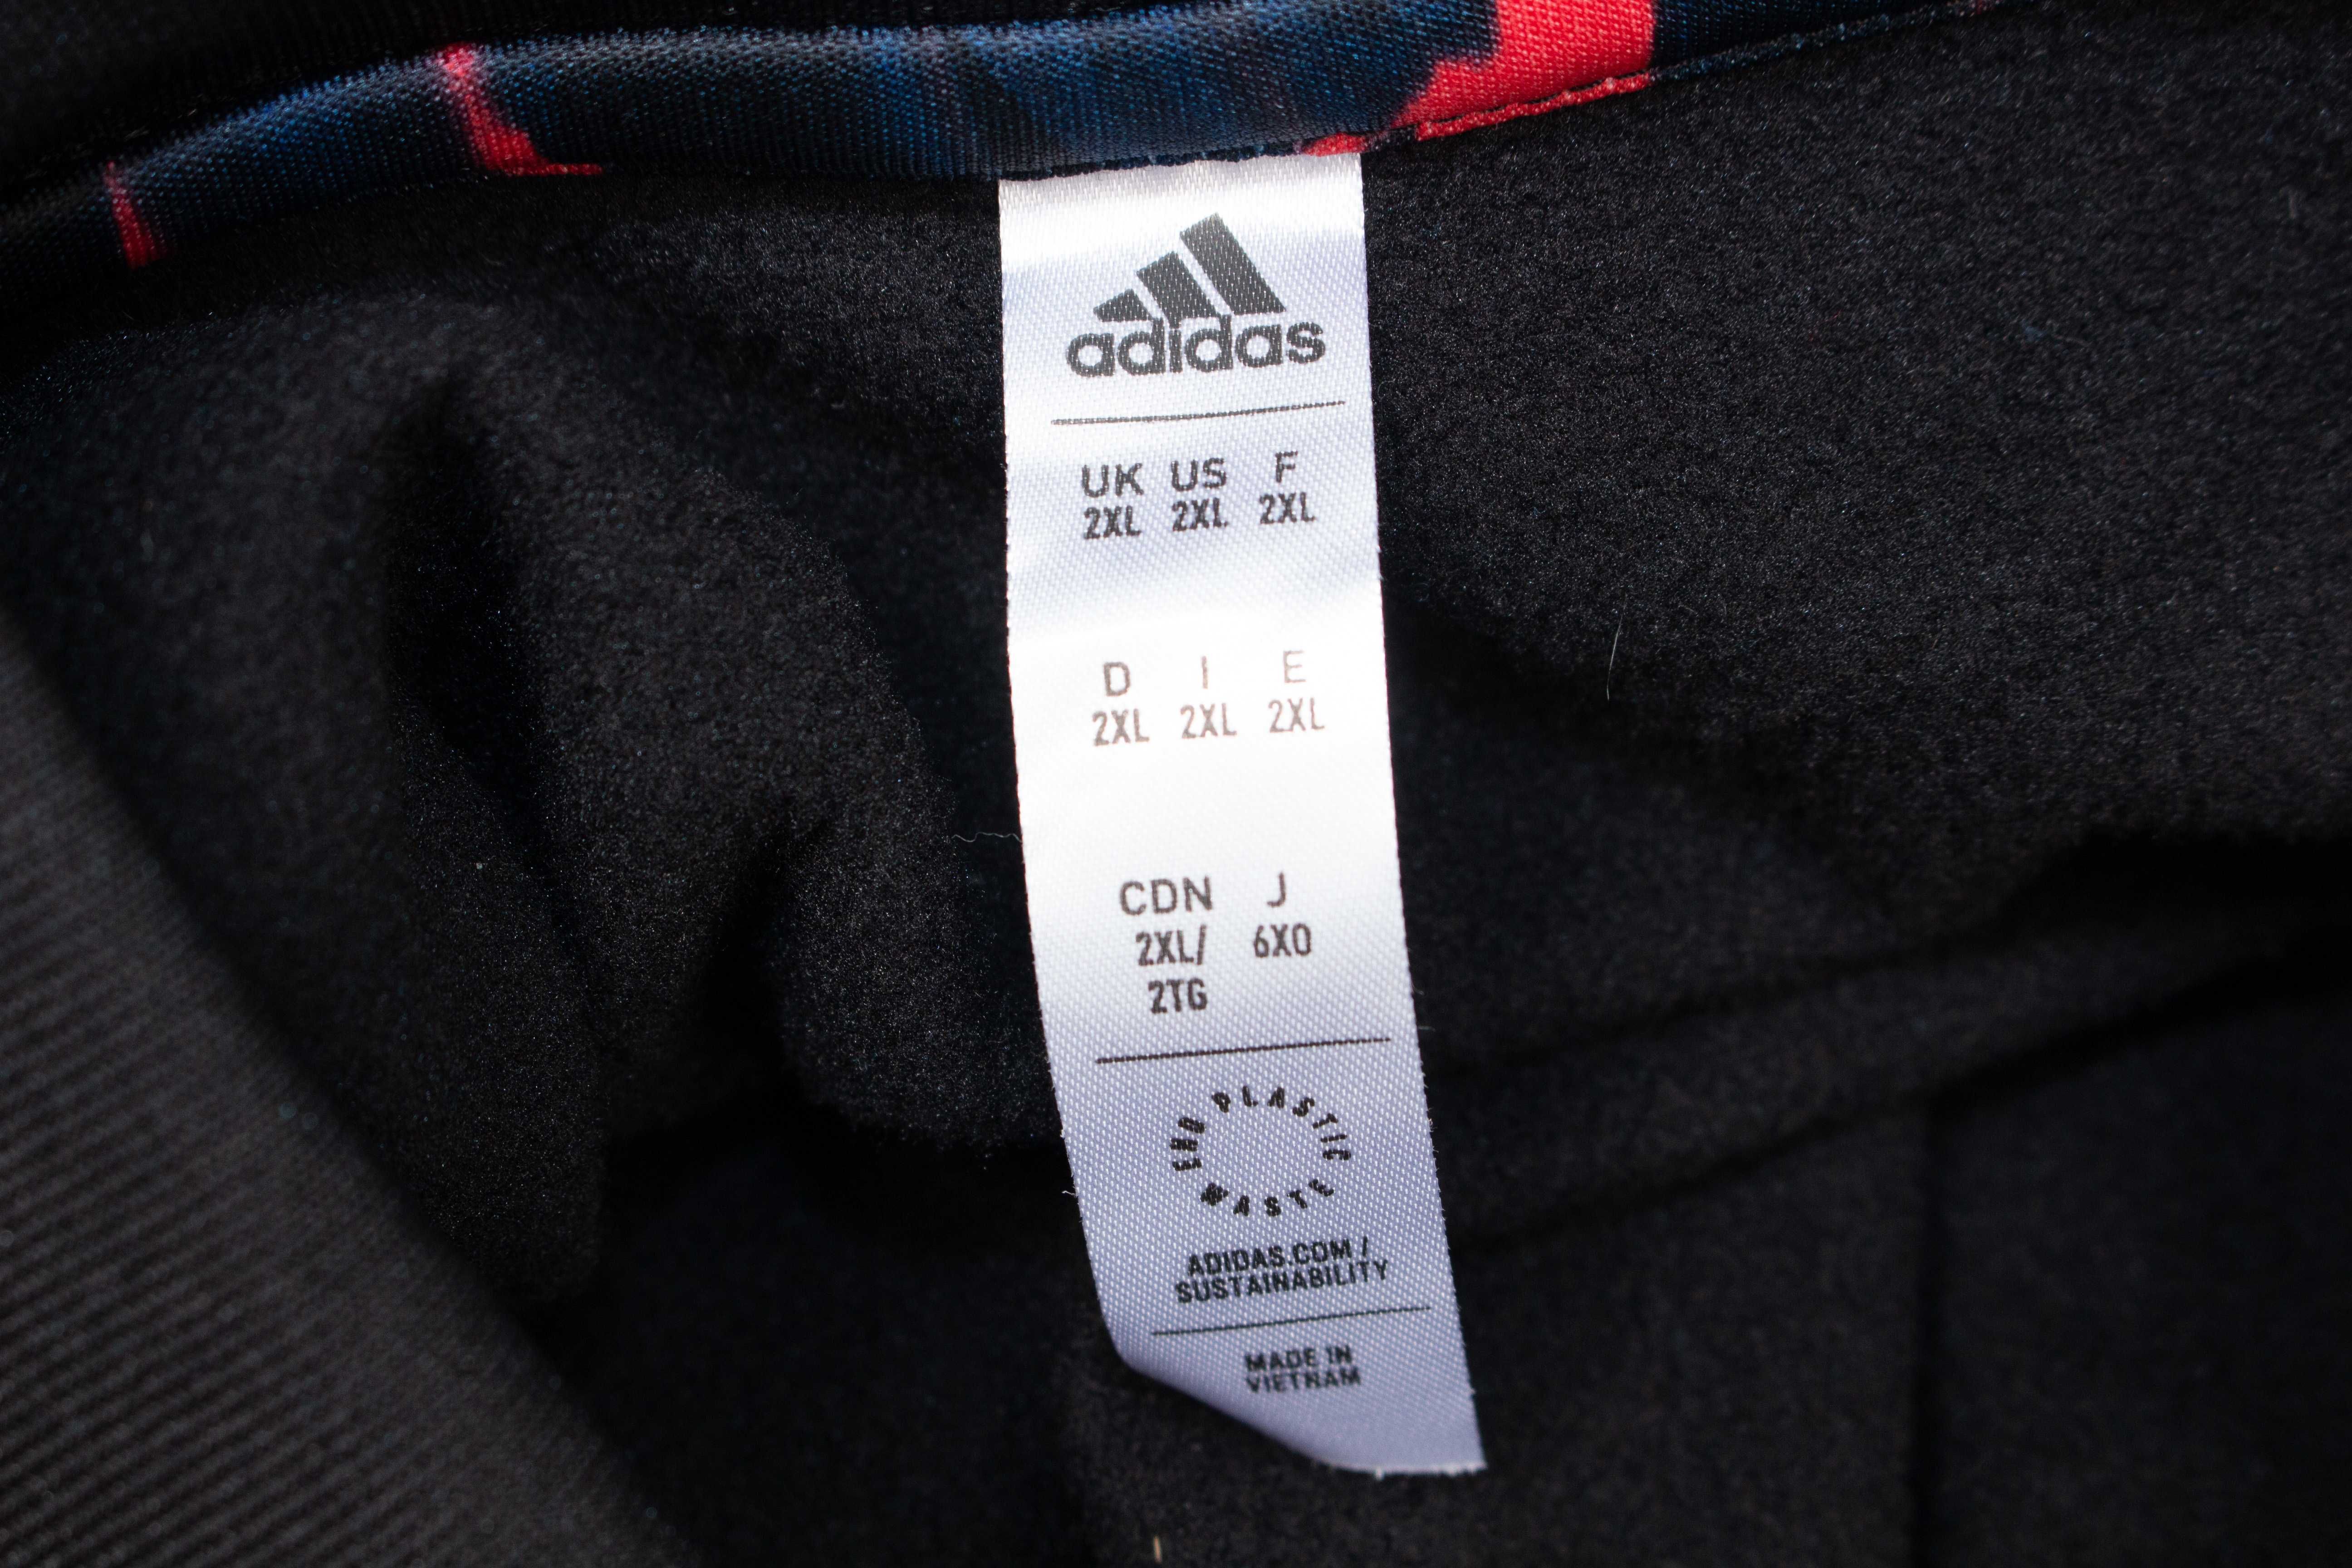 adidas
UK US F
2XL 2XL 2XL
D I E
2XL 2XL 2XL
CDN J
2XL/ 6XO
2TG
END PLASTIC WASTE
ADIDAS.COM /
SUSTAINABILITY
MADE IN
VIETNAM